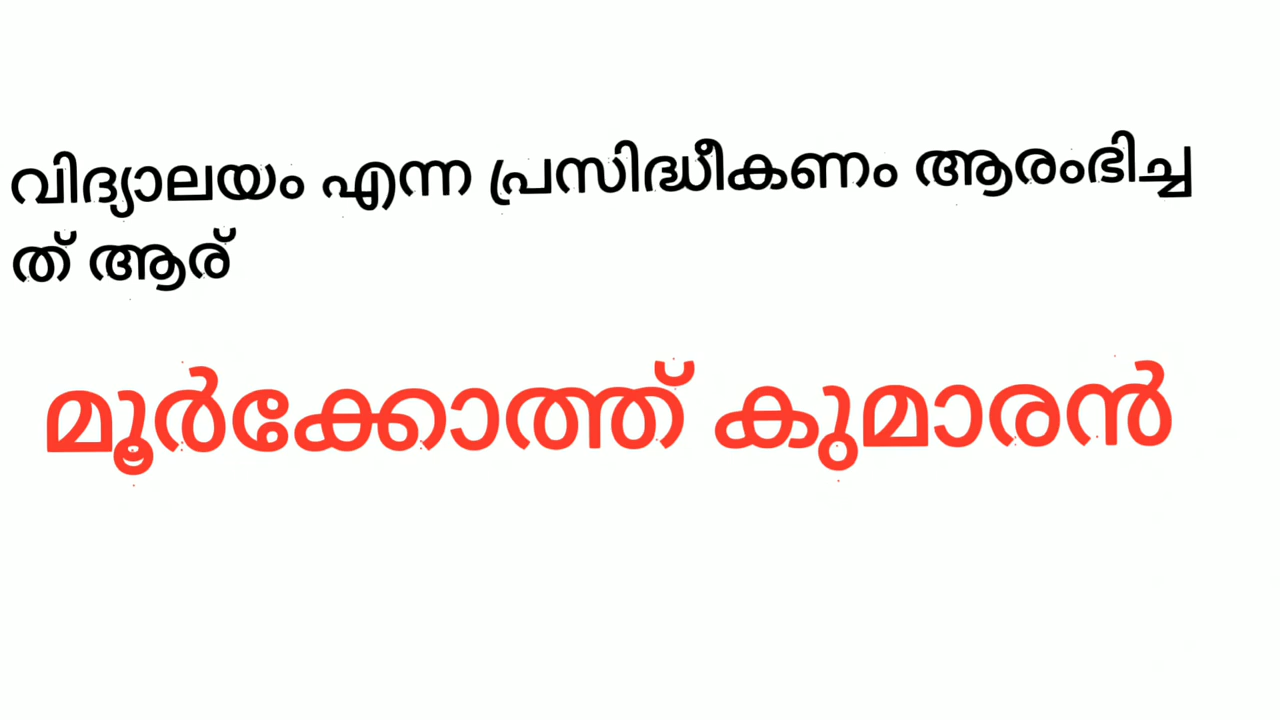 വിദ്യാലയം എന്ന പ്രസിദ്ധീകണം ആരംഭിച്ച
ത് ആര്
മൂർക്കോത്ത് കുമാരൻ